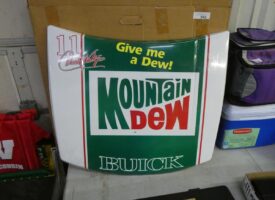 11
Give me
a Dew!
MOUNTAIN
DEW
BUICK
W